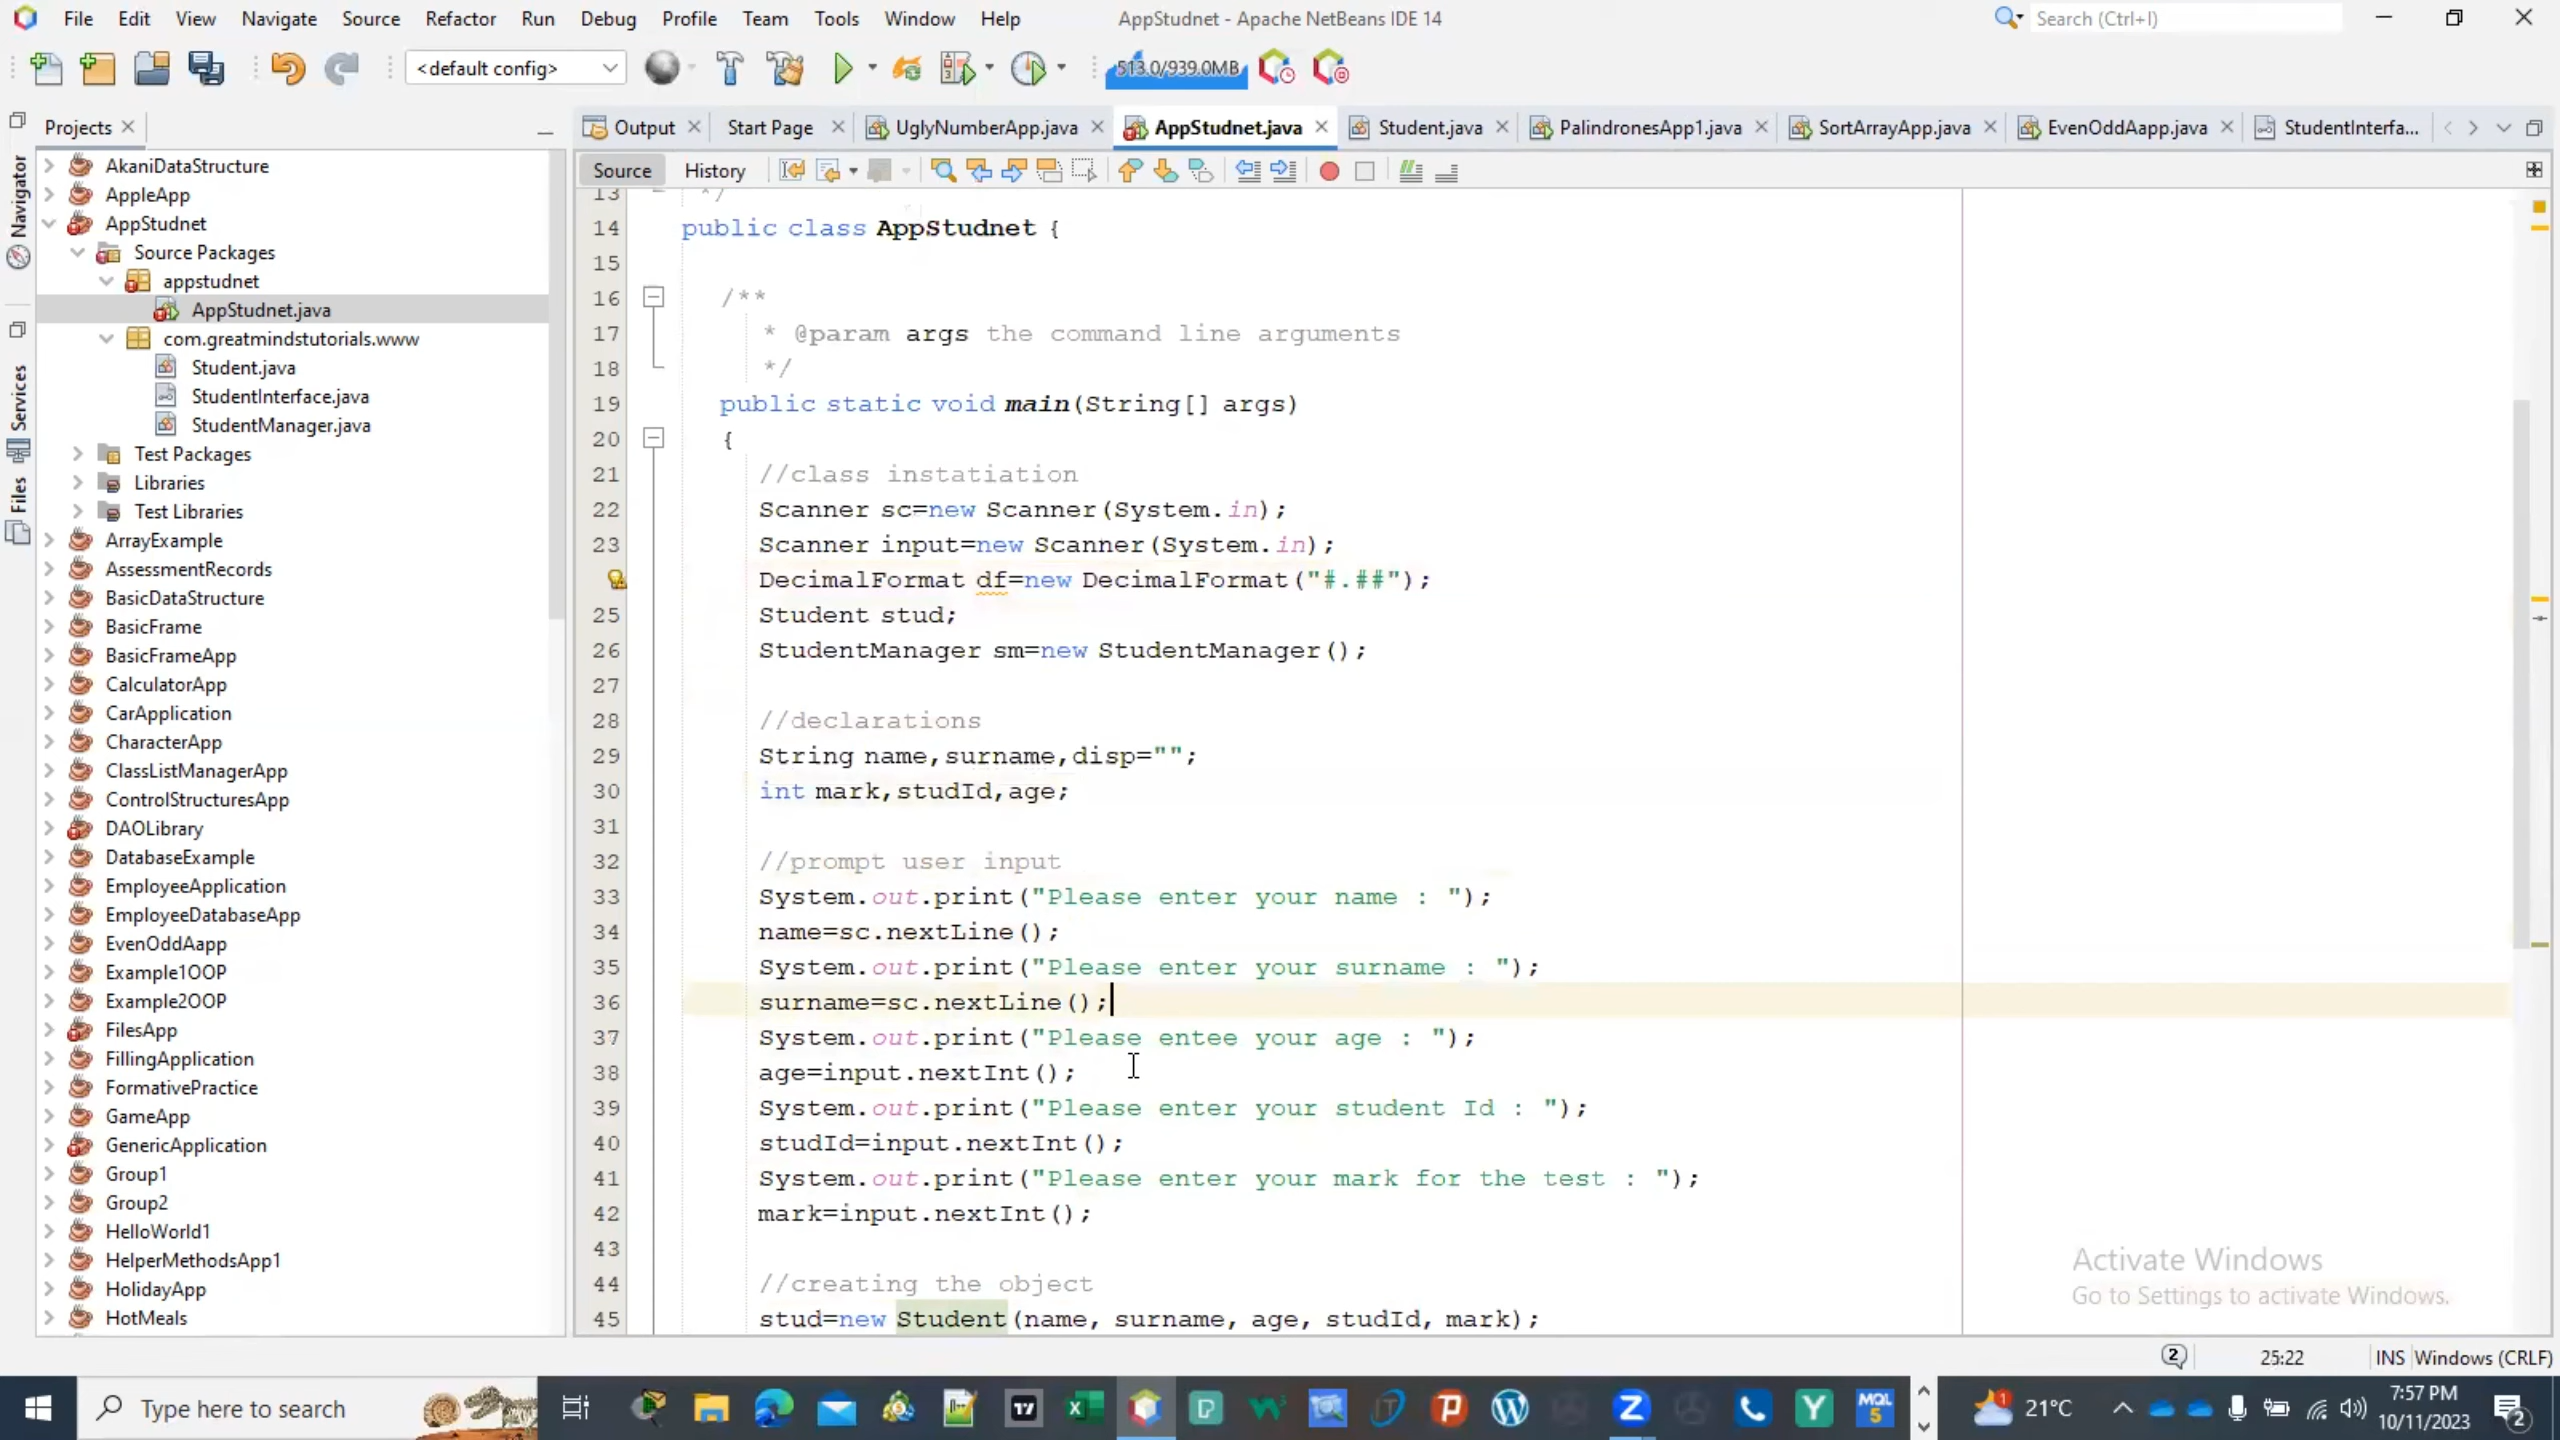 File Edit View Navigate Source Refactor Run Debug Profile Team Tools Window Help AppStudnet - Apache NetBeans IDE 14 Search (Ctrl+I)
<default config> 513.0/939.0MB
Projects Output Start Page UglyNumberApp.java AppStudnet.java Student.java PalindronesApp1.java SortArrayApp.java EvenOddAapp.java StudentInterfa...
Source History
Navigator
Services
Files
AkaniDataStructure
AppleApp
AppStudnet
Source Packages
appstudnet
AppStudnet.java
com.greatmindstutorials.www
Student.java
StudentInterface.java
StudentManager.java
Test Packages
Libraries
Test Libraries
ArrayExample
AssessmentRecords
BasicDataStructure
BasicFrame
BasicFrameApp
CalculatorApp
CarApplication
CharacterApp
ClassListManagerApp
ControlStructuresApp
DAOLibrary
DatabaseExample
EmployeeApplication
EmployeeDatabaseApp
EvenOddAapp
Example1OOP
Example2OOP
FilesApp
FillingApplication
FormativePractice
GameApp
GenericApplication
Group1
Group2
HelloWorld1
HelperMethodsApp1
HolidayApp
HotMeals
13 */
14 public class AppStudnet {
15
16 /**
17 * @param args the command line arguments
18 */
19 public static void main(String[] args)
20 {
21 //class instatiation
22 Scanner sc=new Scanner(System.in);
23 Scanner input=new Scanner(System.in);
DecimalFormat df=new DecimalFormat("#.##");
25 Student stud;
26 StudentManager sm=new StudentManager();
27
28 //declarations
29 String name,surname,disp="";
30 int mark,studId,age;
31
32 //prompt user input
33 System.out.print("Please enter your name : ");
34 name=sc.nextLine();
35 System.out.print("Please enter your surname : ");
36 surname=sc.nextLine();
37 System.out.print("Please entee your age : ");
38 age=input.nextInt();
39 System.out.print("Please enter your student Id : ");
40 studId=input.nextInt();
41 System.out.print("Please enter your mark for the test : ");
42 mark=input.nextInt();
43
44 //creating the object
45 stud=new Student(name, surname, age, studId, mark);
Activate Windows
Go to Settings to activate Windows.
2 25:22 INS Windows (CRLF)
Type here to search 21°C 7:57 PM
10/11/2023 2